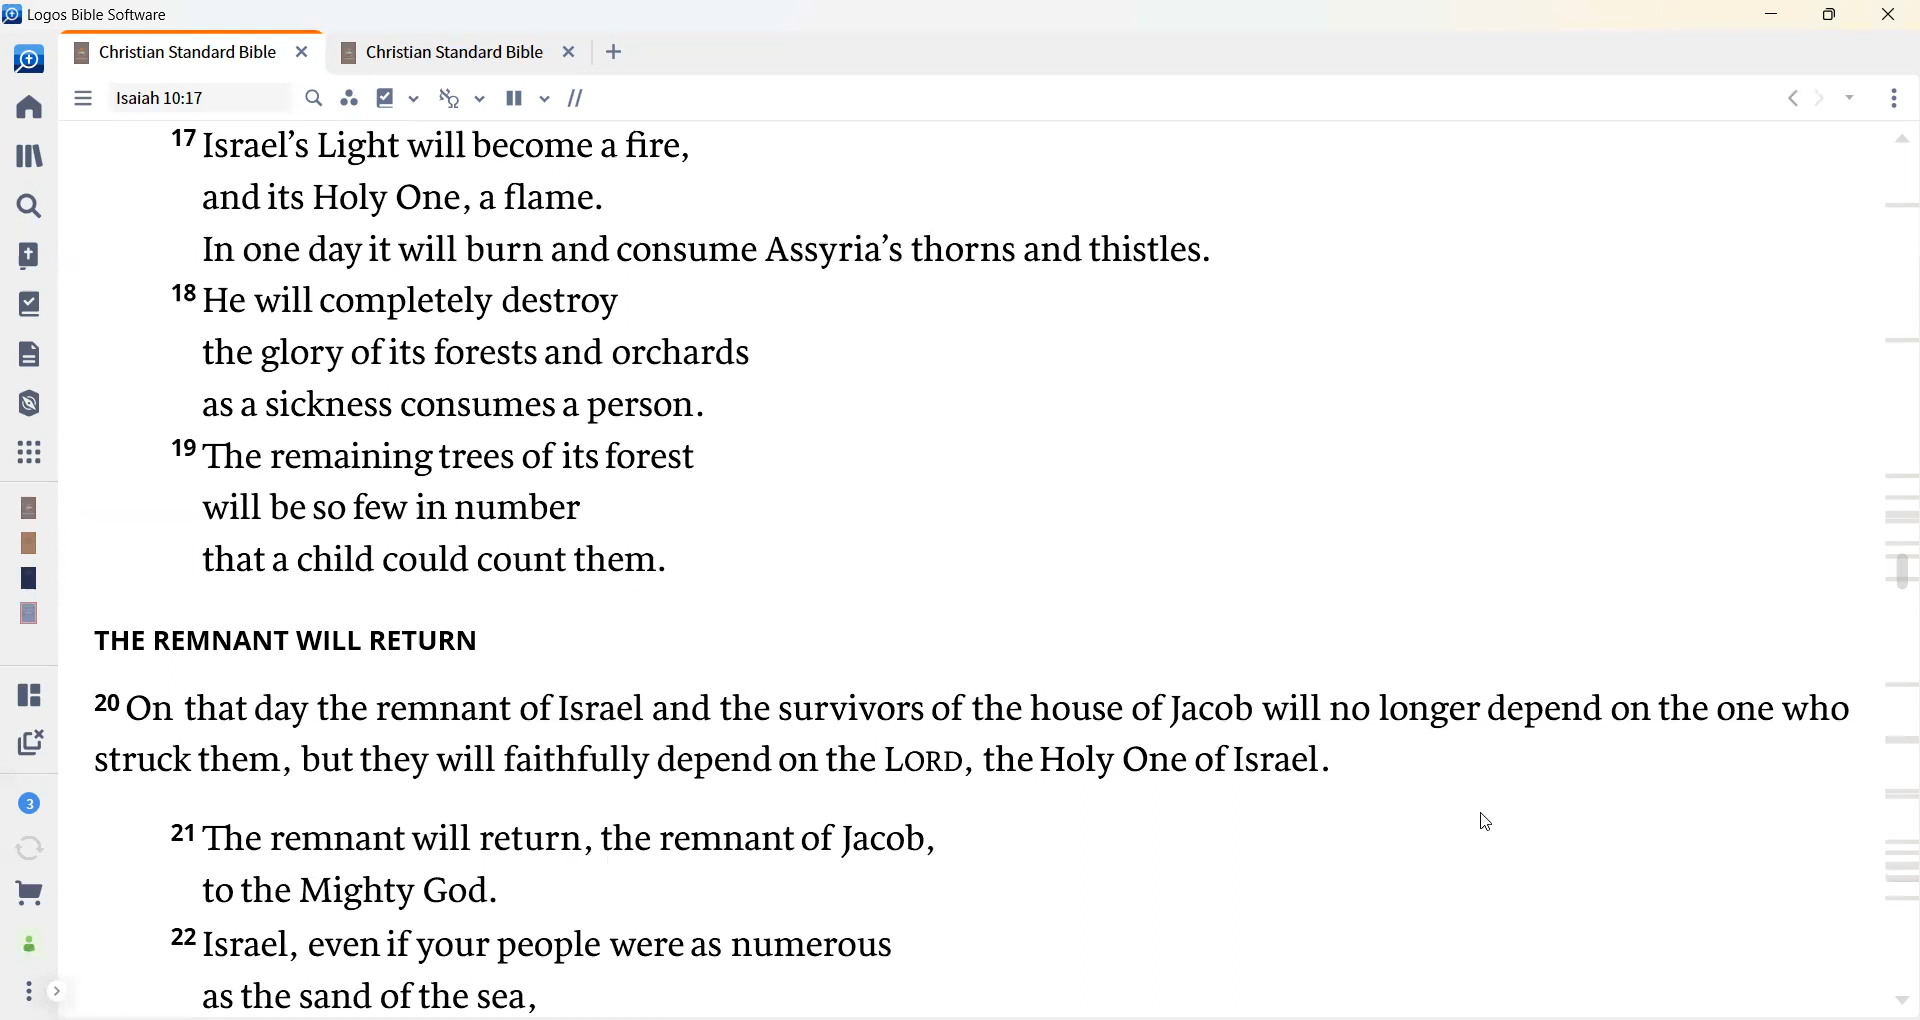 Logos Bible Software
Christian Standard Bible
Christian Standard Bible
Isaiah 10:17
17 Israel’s Light will become a fire,
and its Holy One, a flame.
In one day it will burn and consume Assyria’s thorns and thistles.
18 He will completely destroy
the glory of its forests and orchards
as a sickness consumes a person.
19 The remaining trees of its forest
will be so few in number
that a child could count them.
THE REMNANT WILL RETURN
20 On that day the remnant of Israel and the survivors of the house of Jacob will no longer depend on the one who
struck them, but they will faithfully depend on the LORD, the Holy One of Israel.
3
21 The remnant will return, the remnant of Jacob,
to the Mighty God.
22 Israel, even if your people were as numerous
as the sand of the sea,